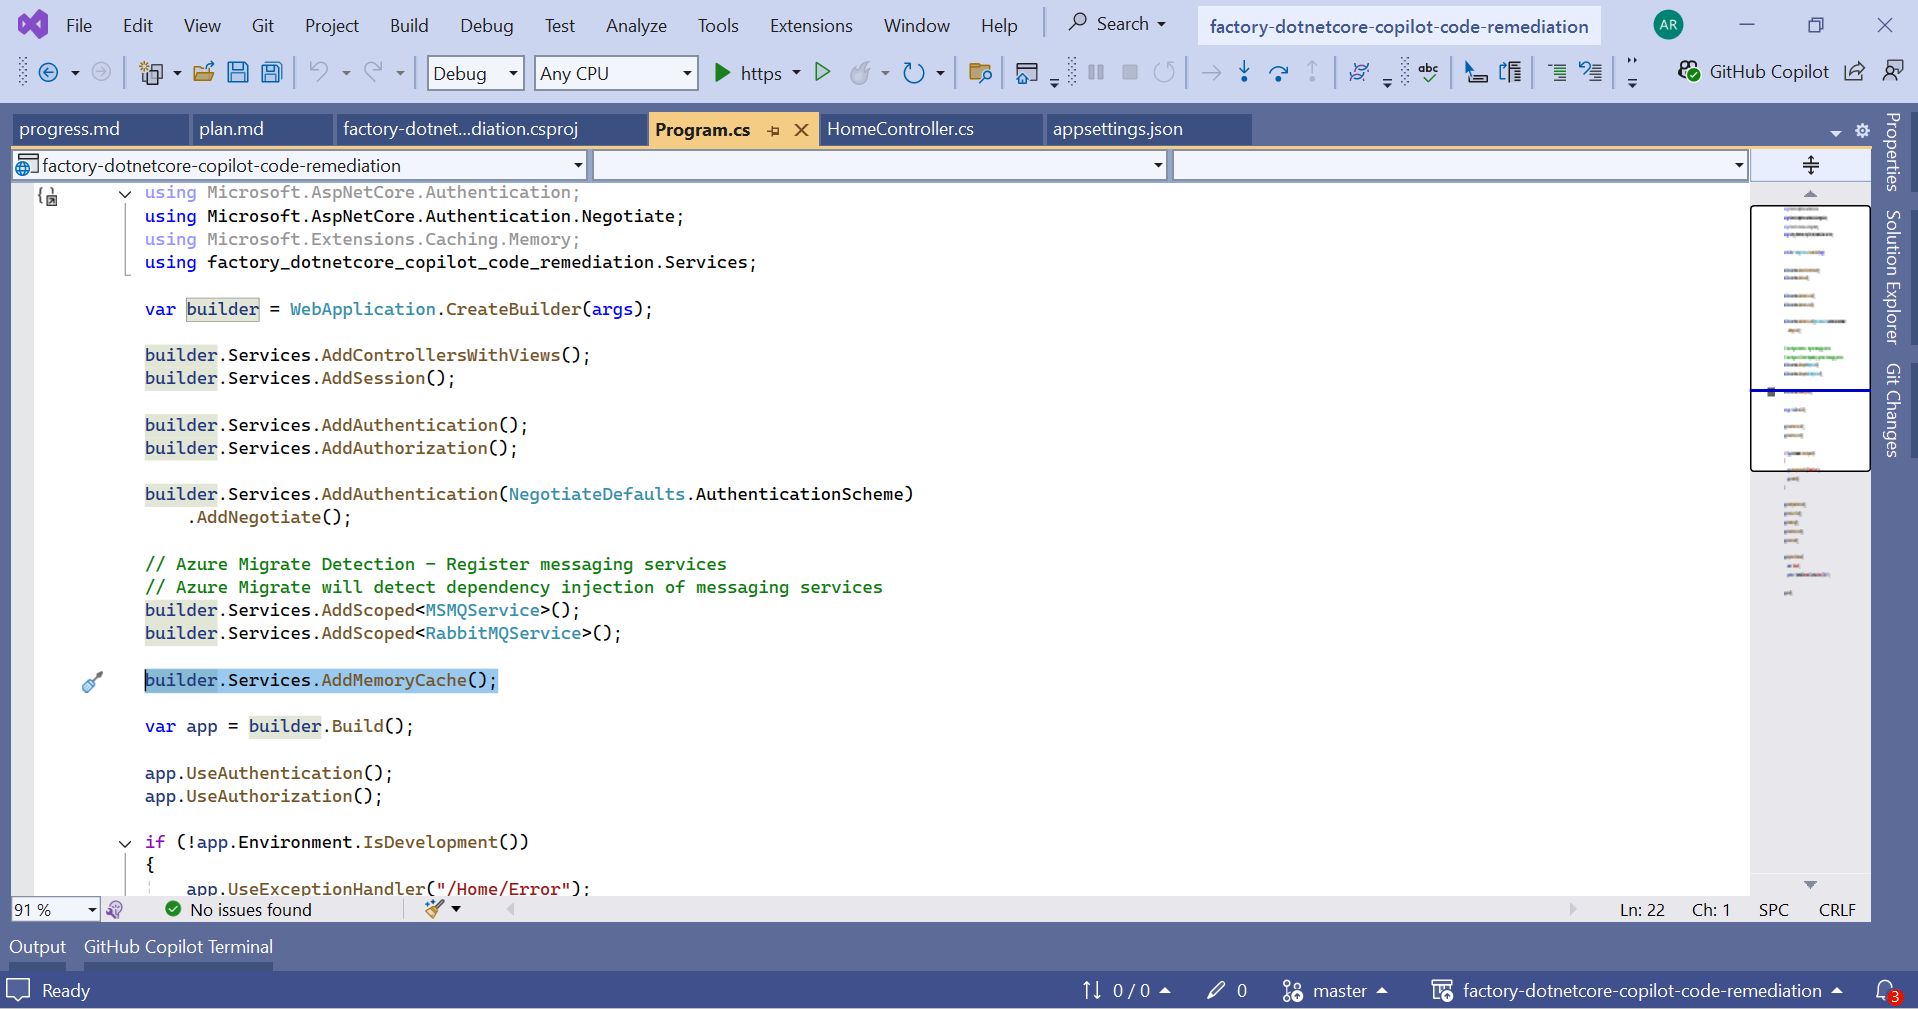 File Edit View Git Project Build Debug Test Analyze Tools Extensions Window Help Search factory-dotnetcore-copilot-code-remediation AR
Debug Any CPU https abc GitHub Copilot
progress.md plan.md factory-dotnet...diation.csproj Program.cs HomeController.cs appsettings.json
factory-dotnetcore-copilot-code-remediation
using Microsoft.AspNetCore.Authentication;
using Microsoft.AspNetCore.Authentication.Negotiate;
using Microsoft.Extensions.Caching.Memory;
using factory_dotnetcore_copilot_code_remediation.Services;
var builder = WebApplication.CreateBuilder(args);
builder.Services.AddControllersWithViews();
builder.Services.AddSession();
builder.Services.AddAuthentication();
builder.Services.AddAuthorization();
builder.Services.AddAuthentication(NegotiateDefaults.AuthenticationScheme)
.AddNegotiate();
// Azure Migrate Detection - Register messaging services
// Azure Migrate will detect dependency injection of messaging services
builder.Services.AddScoped<MSMQService>();
builder.Services.AddScoped<RabbitMQService>();
builder.Services.AddMemoryCache();
var app = builder.Build();
app.UseAuthentication();
app.UseAuthorization();
if (!app.Environment.IsDevelopment())
{
app.UseExceptionHandler("/Home/Error");
91 % No issues found Ln: 22 Ch: 1 SPC CRLF
Properties
Solution Explorer
Git Changes
Output GitHub Copilot Terminal
Ready 0 / 0 0 master factory-dotnetcore-copilot-code-remediation 3